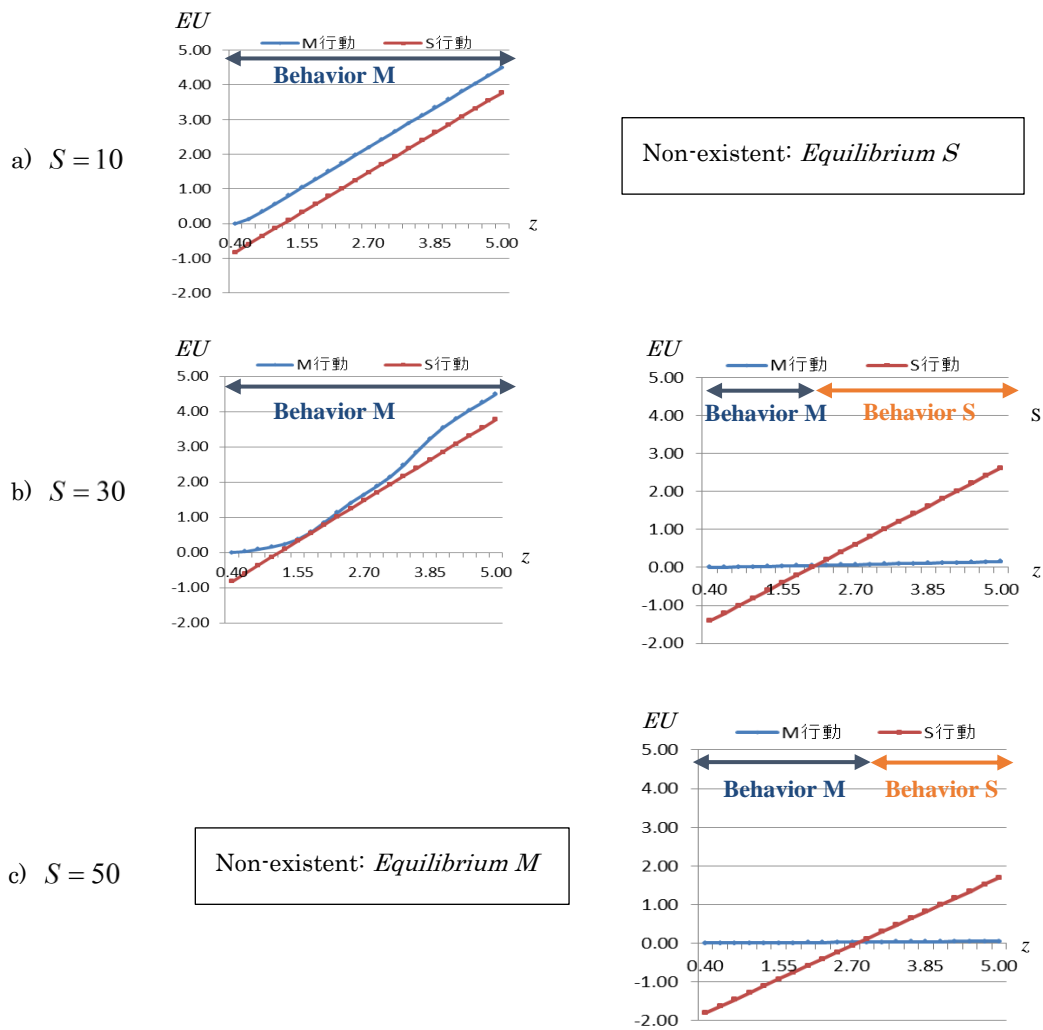 EU
M行動 S行動
5.00
Behavior M
4.00
3.00
2.00
1.00
0.00
-1.00
-2.00
0.40 1.55 2.70 3.85 5.00 z
a) S = 10
Non-existent: Equilibrium S
EU
M行動 S行動
5.00
Behavior M
4.00
3.00
2.00
1.00
0.00
-1.00
-2.00
0.40 1.55 2.70 3.85 5.00 z
b) S = 30
EU
M行動 S行動
5.00
Behavior M Behavior S
4.00
3.00
2.00
1.00
0.00
-1.00
-2.00
0.40 1.55 2.70 3.85 5.00 z
s
c) S = 50
Non-existent: Equilibrium M
EU
M行動 S行動
5.00
Behavior M Behavior S
4.00
3.00
2.00
1.00
0.00
-1.00
-2.00
0.40 1.55 2.70 3.85 5.00 z